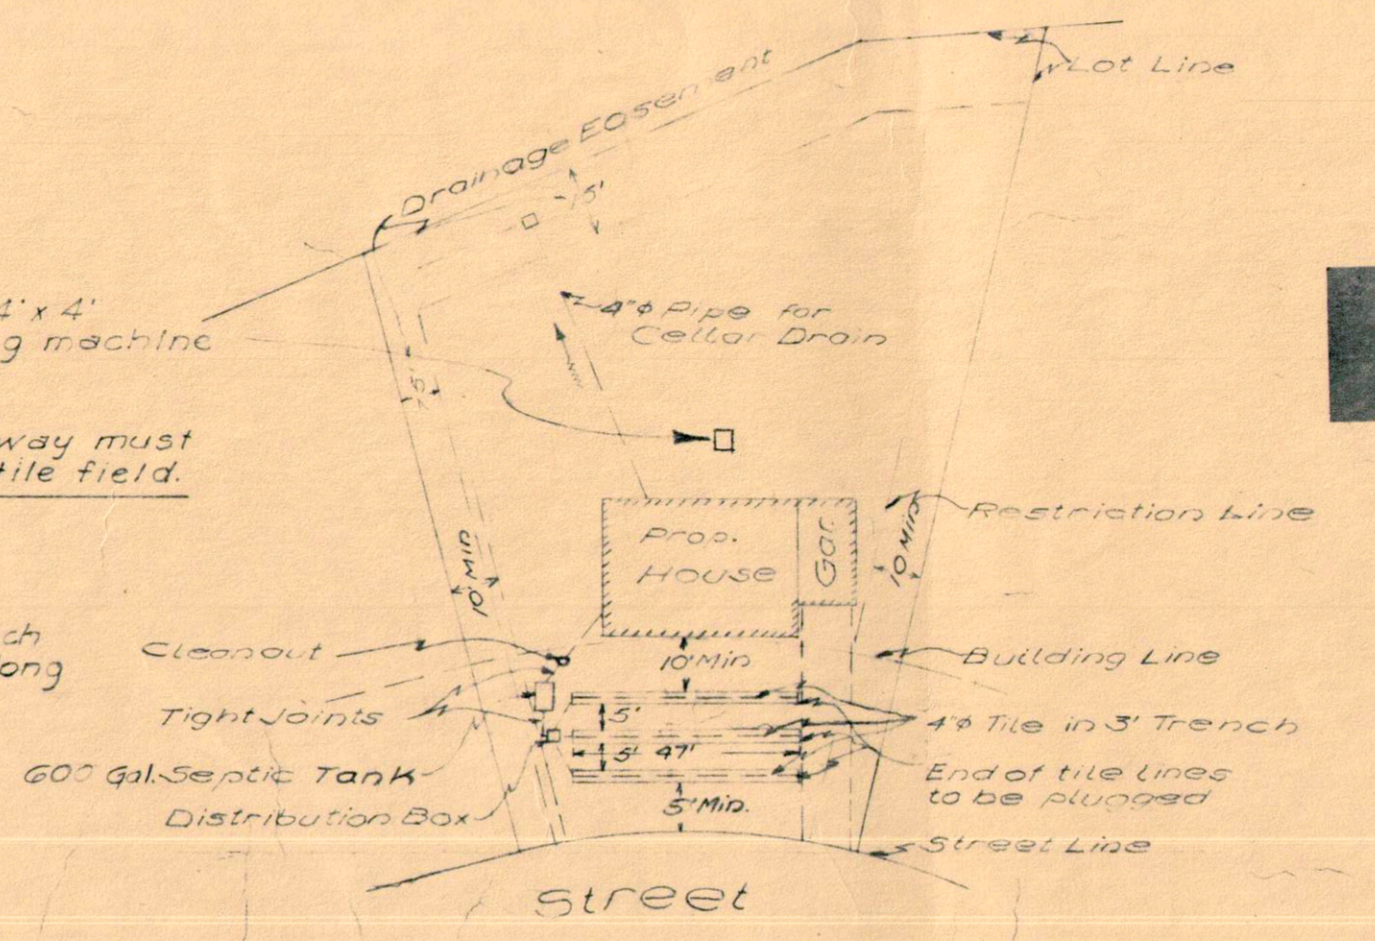 Drainage Easement
Lot Line
15'
4' x 4'
g machine
4"ϕ Pipe for
Cellar Drain
way must
tile field.
Restriction Line
Prop.
House
Gar.
10 Min
10' Min
ch
ong
Cleanout
10' Min
Building Line
Tight Joints
5'
4"ϕ Tile in 3' Trench
5' 47'
600 Gal. Septic Tank
End of tile lines
to be plugged
5' Min.
Distribution Box
Street Line
Street